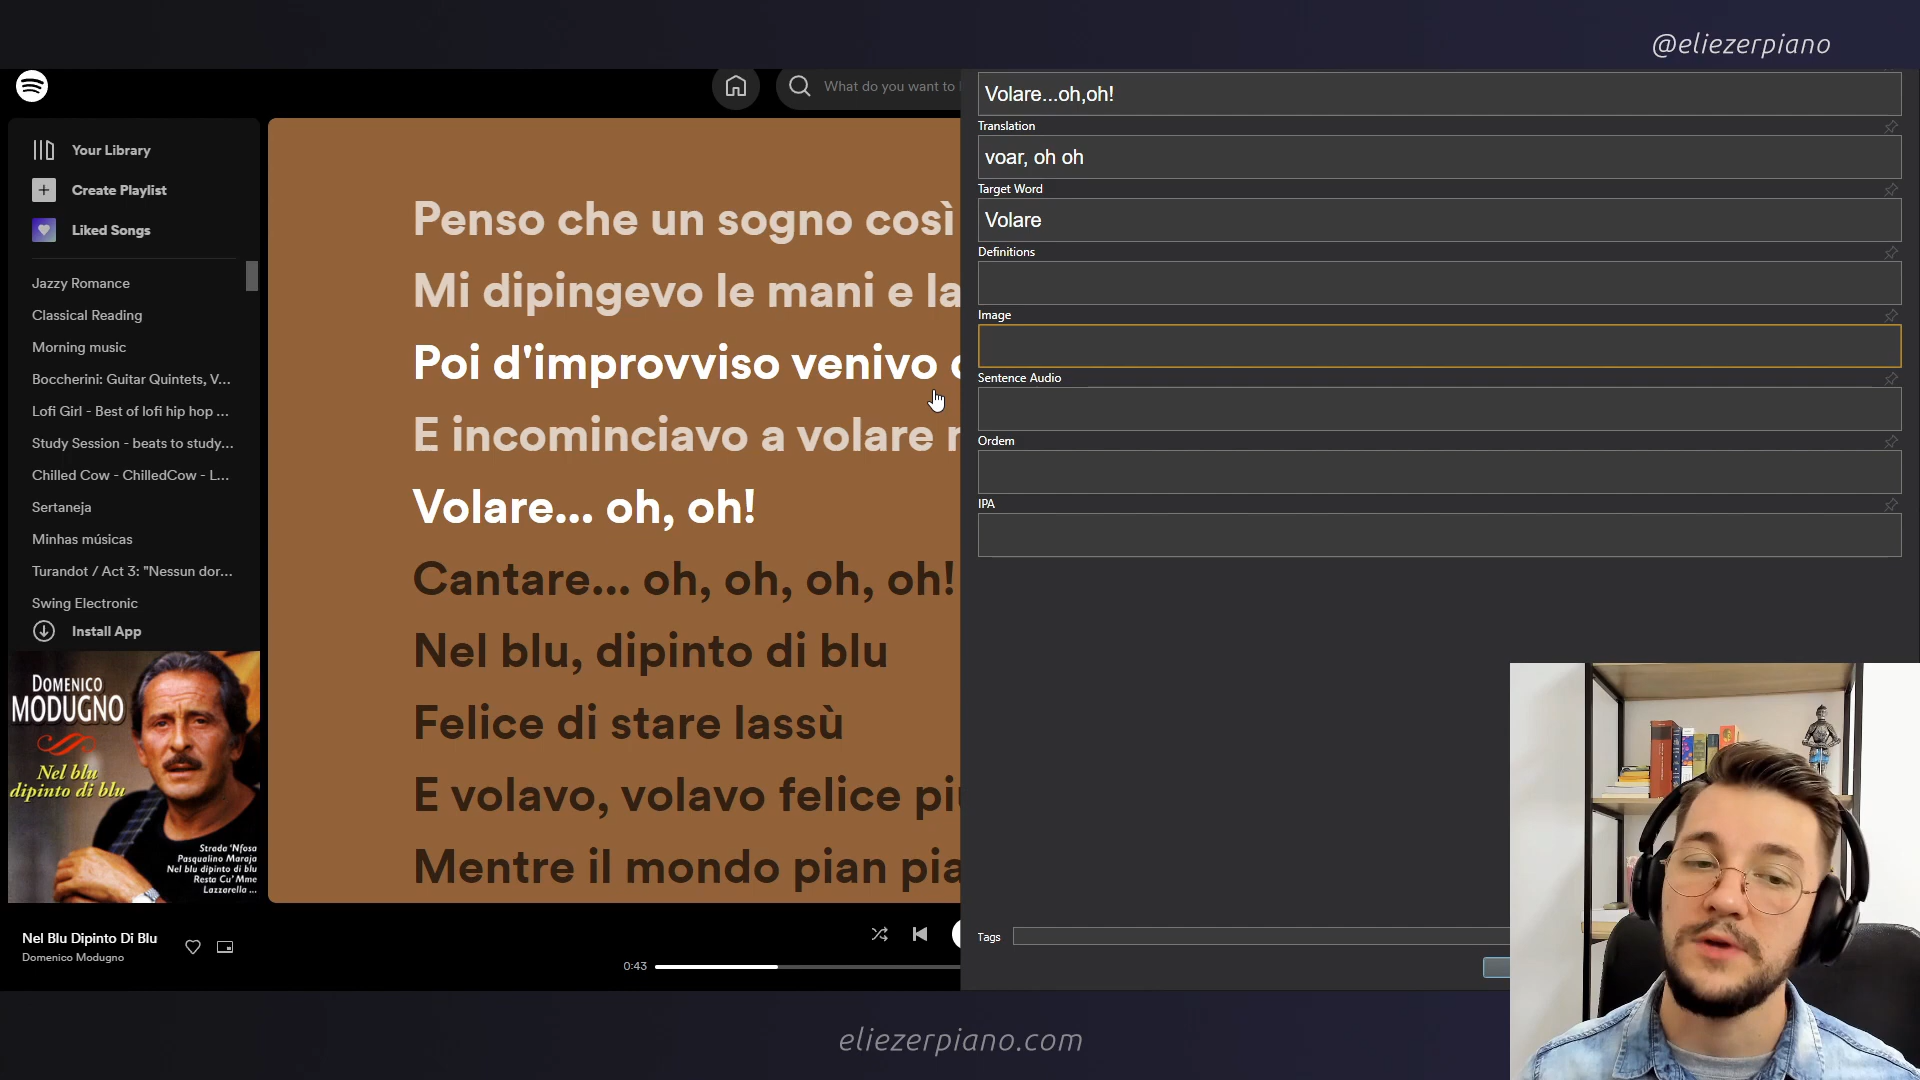 @eliezerpiano
What do you want to
Your Library
Create Playlist
Liked Songs
Jazzy Romance
Classical Reading
Morning music
Boccherini: Guitar Quintets, V...
Lofi Girl - Best of lofi hip hop ...
Study Session - beats to study...
Chilled Cow - ChilledCow - L...
Sertaneja
Minhas músicas
Turandot / Act 3: "Nessun dor...
Swing Electronic
Install App
DOMENICO
MODUGNO
Nel blu
dipinto di blu
Strada 'Nfosa
Pasqualino Maraja
Nel blu dipinto di blu
Resta Cu' Mme
Lazzarella ...
Nel Blu Dipinto Di Blu
Domenico Modugno
Penso che un sogno così
Mi dipingevo le mani e la
Poi d'improvviso venivo
E incominciavo a volare
Volare... oh, oh!
Cantare... oh, oh, oh, oh!
Nel blu, dipinto di blu
Felice di stare lassù
E volavo, volavo felice più
Mentre il mondo pian pia
0:43
Volare...oh,oh!
Translation
voar, oh oh
Target Word
Volare
Definitions
Image
Sentence Audio
Ordem
IPA
Tags
eliezerpiano.com